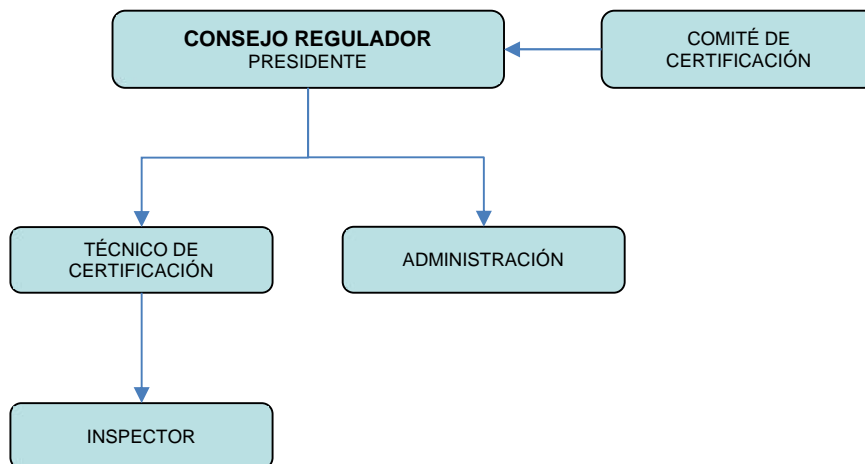 CONSEJO REGULADOR
PRESIDENTE
COMITÉ DE
CERTIFICACIÓN
TÉCNICO DE
CERTIFICACIÓN
ADMINISTRACIÓN
INSPECTOR